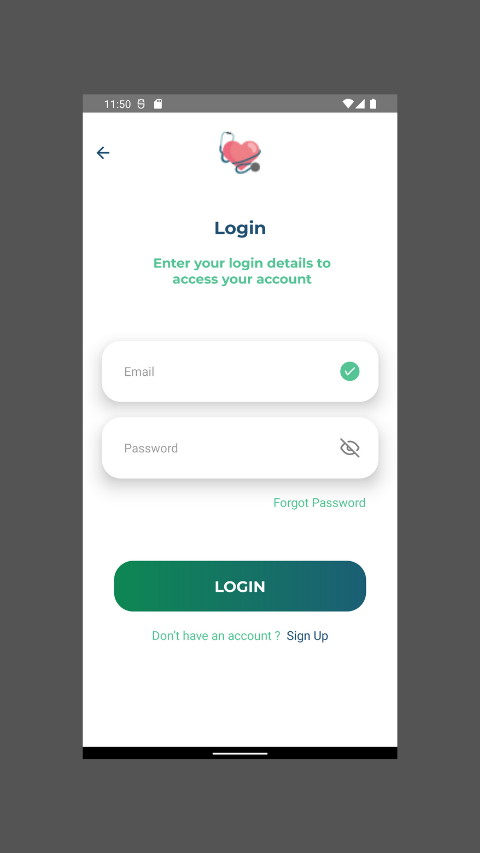 11:50
Login
Enter your login details to
access your account
Email
Password
Forgot Password
LOGIN
Don't have an account ? Sign Up